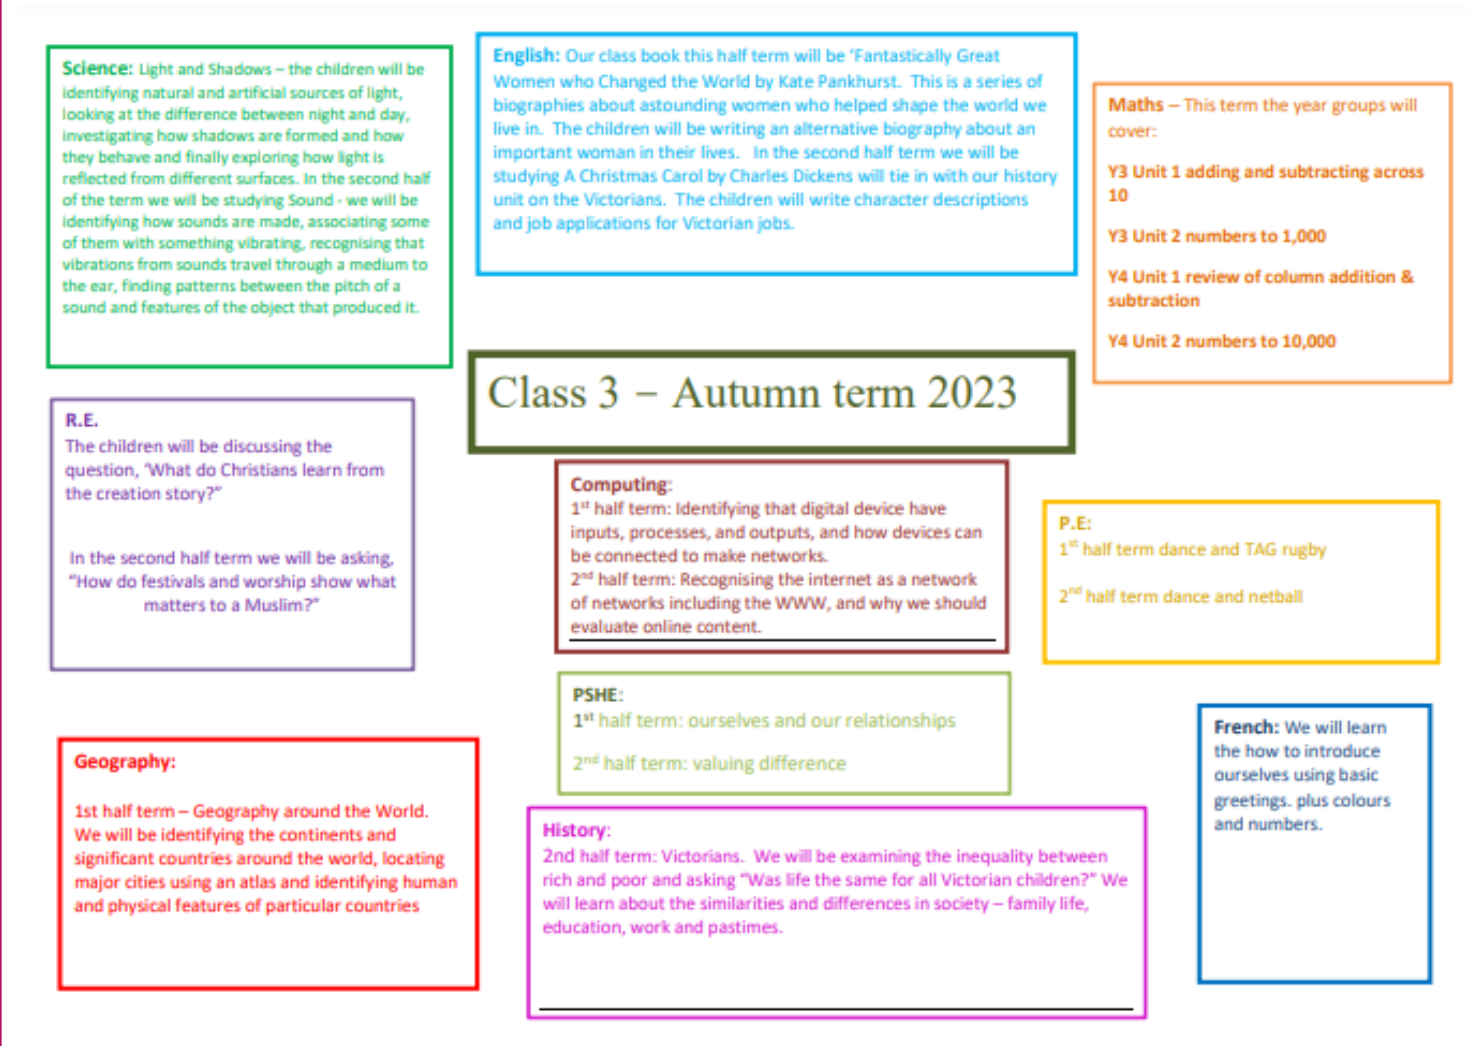 Science: Light and Shadows – the children will be
identifying natural and artificial sources of light,
looking at the difference between night and day,
investigating how shadows are formed and how
they behave and finally exploring how light is
reflected from different surfaces. In the second half
of the term we will be studying Sound - we will be
identifying how sounds are made, associating some
of them with something vibrating, recognising that
vibrations from sounds travel through a medium to
the ear, finding patterns between the pitch of a
sound and features of the object that produced it.
English: Our class book this half term will be ‘Fantastically Great
Women who Changed the World by Kate Pankhurst.  This is a series of
biographies about astounding women who helped shape the world we
live in.  The children will be writing an alternative biography about an
important woman in their lives.   In the second half term we will be
studying A Christmas Carol by Charles Dickens will tie in with our history
unit on the Victorians.  The children will write character descriptions
and job applications for Victorian jobs.
Maths – This term the year groups will
cover:
Y3 Unit 1 adding and subtracting across
10
Y3 Unit 2 numbers to 1,000
Y4 Unit 1 review of column addition &
subtraction
Y4 Unit 2 numbers to 10,000
Class 3 – Autumn term 2023
R.E.
The children will be discussing the
question, ‘What do Christians learn from
the creation story?”
In the second half term we will be asking,
“How do festivals and worship show what
matters to a Muslim?”
Computing:
1st half term: Identifying that digital device have
inputs, processes, and outputs, and how devices can
be connected to make networks.
2nd half term: Recognising the internet as a network
of networks including the WWW, and why we should
evaluate online content.
P.E:
1st half term dance and TAG rugby
2nd half term dance and netball
PSHE:
1st half term: ourselves and our relationships
2nd half term: valuing difference
French: We will learn
the how to introduce
ourselves using basic
greetings. plus colours
and numbers.
Geography:
1st half term – Geography around the World.
We will be identifying the continents and
significant countries around the world, locating
major cities using an atlas and identifying human
and physical features of particular countries
History:
2nd half term: Victorians.  We will be examining the inequality between
rich and poor and asking “Was life the same for all Victorian children?” We
will learn about the similarities and differences in society – family life,
education, work and pastimes.